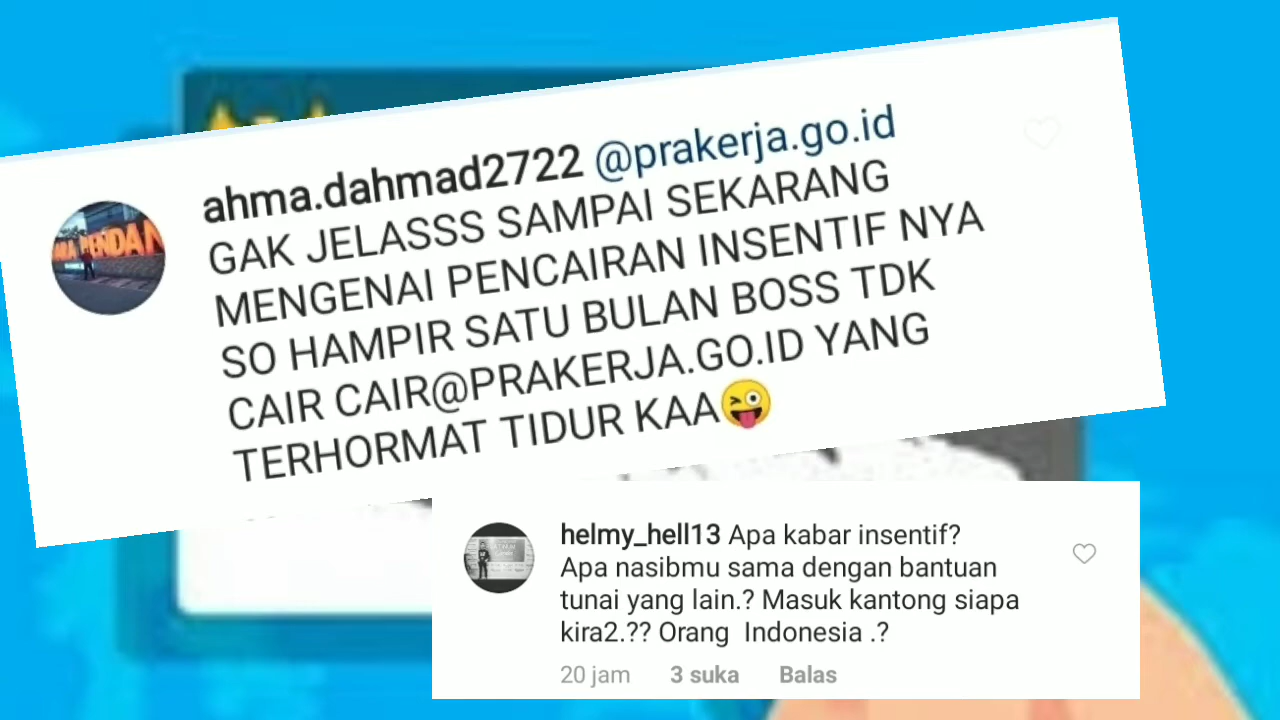 ahma.dahmad2722 @prakerja.go.id
GAK JELASSS SAMPAI SEKARANG
MENGENAI PENCAIRAN INSENTIF NYA
SO HAMPIR SATU BULAN BOSS TDK
CAIR CAIR@PRAKERJA.GO.ID YANG
TERHORMAT TIDUR KAA😜
helmy_hell13 Apa kabar insentif?
Apa nasibmu sama dengan bantuan
tunai yang lain.? Masuk kantong siapa
kira2.?? Orang Indonesia .?
20 jam 3 suka Balas